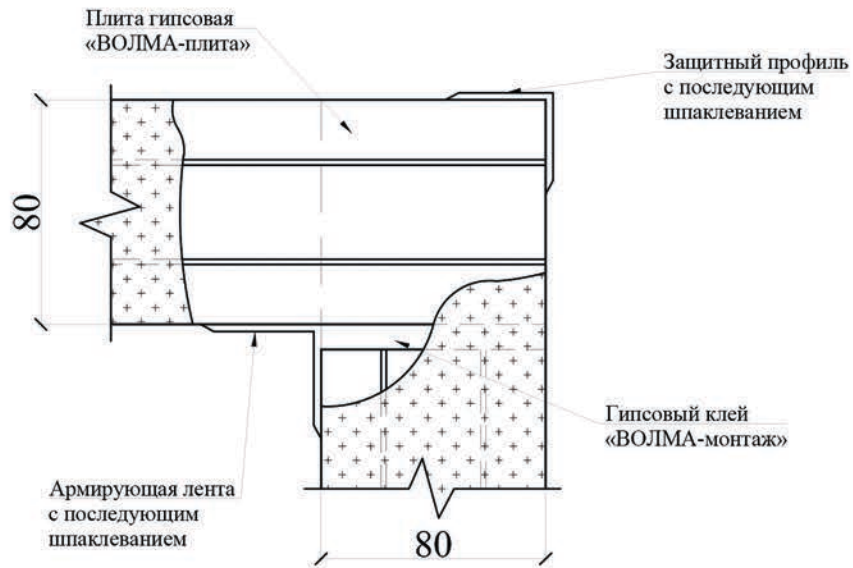 Плита гипсовая
«ВОЛМА-плита»
Защитный профиль
с последующим
шпаклеванием
80
Гипсовый клей
«ВОЛМА-монтаж»
Армирующая лента
с последующим
шпаклеванием
80